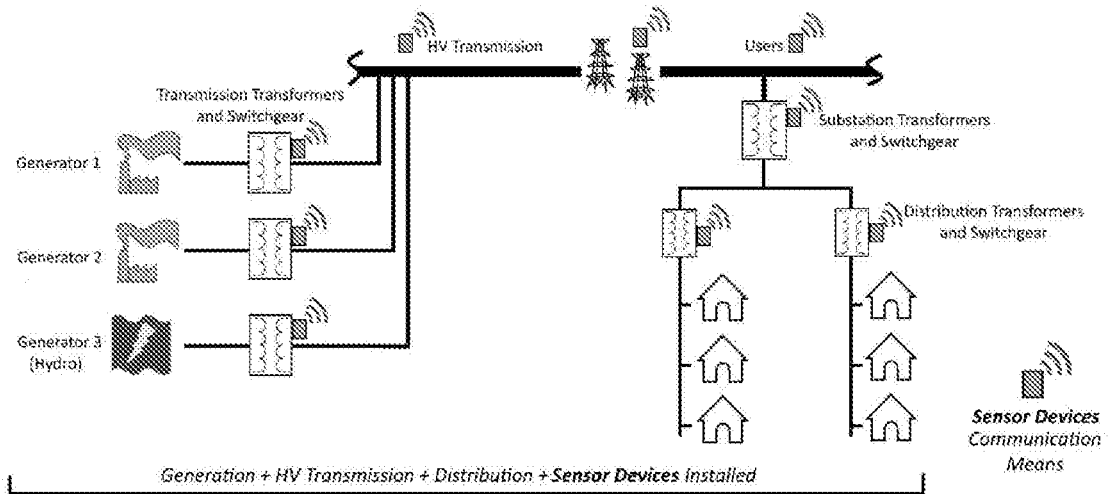 HV Transmission
Users
Transmission Transformers
and Switchgear
Substation Transformers
and Switchgear
Generator 1
Distribution Transformers
and Switchgear
Generator 2
Generator 3
(Hydro)
Sensor Devices
Communication
Means
Generation + HV Transmission + Distribution + Sensor Devices Installed